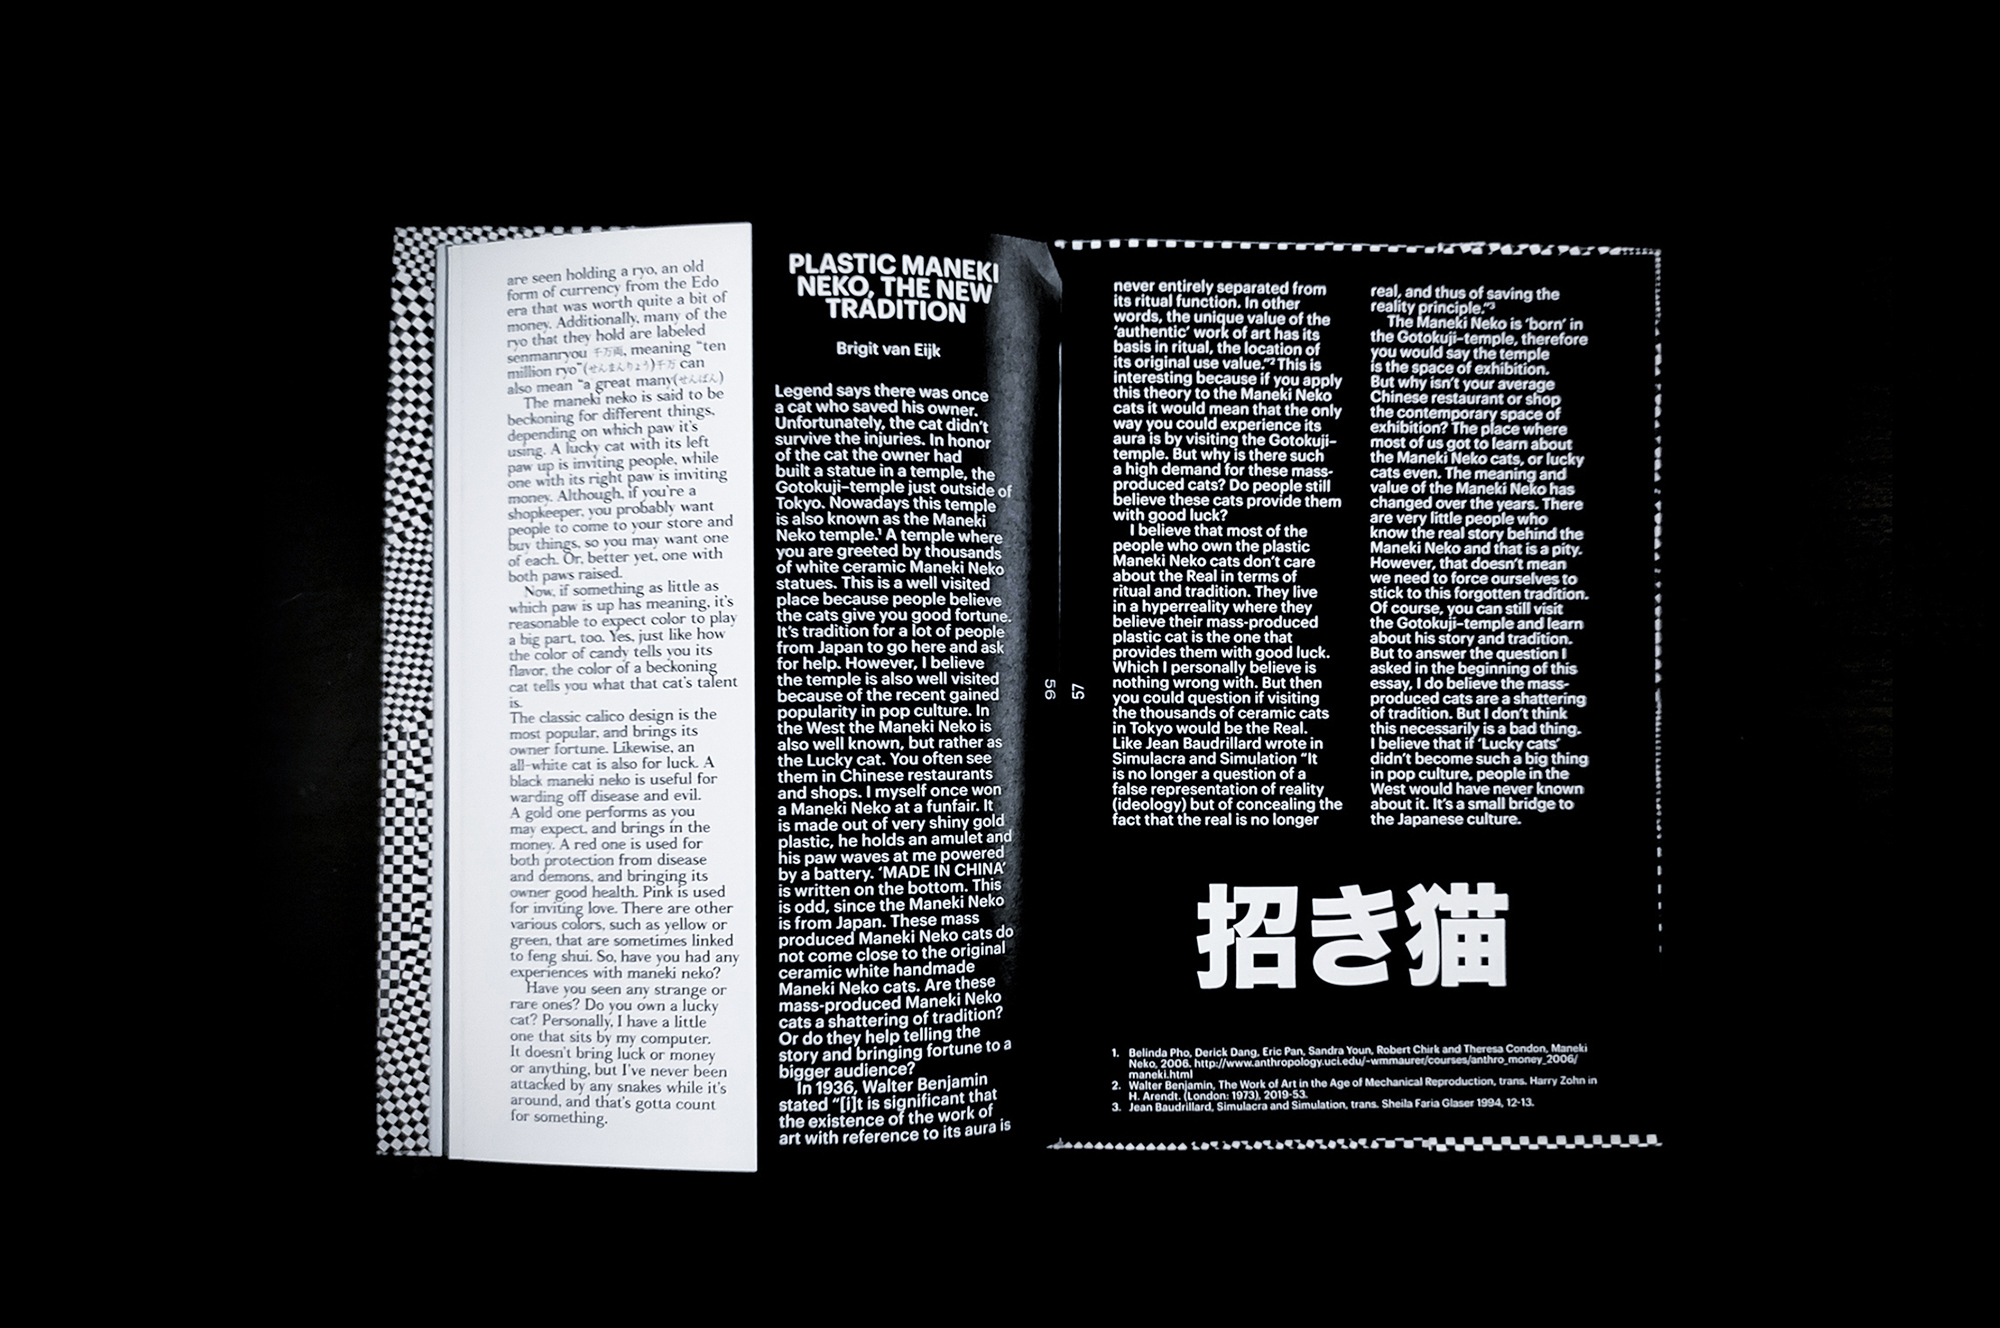 are seen holding a ryo, an old
form of currency from the Edo
era that was worth quite a bit of
money. Additionally, many of the
ryo that they hold are labeled
senmanryou 千万両, meaning "ten
million ryo"(せんまんりょう)千万 can
also mean "a great many(せんばん)
The maneki neko is said to be
beckoning for different things,
depending on which paw it's
using. A lucky cat with its left
paw up is inviting people, while
one with its right paw is inviting
money. Although, if you're a
shopkeeper, you probably want
people to come to your store and
buy things, so you may want one
of each. Or, better yet, one with
both paws raised.
Now, if something as little as
which paw is up has meaning, it's
reasonable to expect color to play
a big part, too. Yes, just like how
the color of candy tells you its
flavor, the color of a beckoning
cat tells you what that cat's talent
is.
The classic calico design is the
most popular, and brings its
owner fortune. Likewise, an
all-white cat is also for luck. A
black maneki neko is useful for
warding off disease and evil.
A gold one performs as you
may expect, and brings in the
money. A red one is used for
both protection from disease
and demons, and bringing its
owner good health. Pink is used
for inviting love. There are other
various colors, such as yellow or
green, that are sometimes linked
to feng shui. So, have you had any
experiences with maneki neko?
Have you seen any strange or
rare ones? Do you own a lucky
cat? Personally, I have a little
one that sits by my computer.
It doesn't bring luck or money
or anything, but I've never been
attacked by any snakes while it's
around, and that's gotta count
for something.
PLASTIC MANEKI
NEKO, THE NEW
TRADITION
Brigit van Eijk
Legend says there was once
a cat who saved his owner.
Unfortunately, the cat didn't
survive the injuries. In honor
of the cat the owner had
built a statue in a temple, the
Gotokuji-temple just outside of
Tokyo. Nowadays this temple
is also known as the Maneki
Neko temple.¹ A temple where
you are greeted by thousands
of white ceramic Maneki Neko
statues. This is a well visited
place because people believe
the cats give you good fortune.
It's tradition for a lot of people
from Japan to go here and ask
for help. However, I believe
the temple is also well visited
because of the recent gained
popularity in pop culture. In
the West the Maneki Neko is
also well known, but rather as
the Lucky cat. You often see
them in Chinese restaurants
and shops. I myself once won
a Maneki Neko at a funfair. It
is made out of very shiny gold
plastic, he holds an amulet and
his paw waves at me powered
by a battery. 'MADE IN CHINA'
is written on the bottom. This
is odd, since the Maneki Neko
is from Japan. These mass
produced Maneki Neko cats do
not come close to the original
ceramic white handmade
Maneki Neko cats. Are these
mass-produced Maneki Neko
cats a shattering of tradition?
Or do they help telling the
story and bringing fortune to a
bigger audience?
In 1936, Walter Benjamin
stated "[i]t is significant that
the existence of the work of
art with reference to its aura is
56
57
never entirely separated from
its ritual function. In other
words, the unique value of the
'authentic' work of art has its
basis in ritual, the location of
its original use value."² This is
interesting because if you apply
this theory to the Maneki Neko
cats it would mean that the only
way you could experience its
aura is by visiting the Gotokuji-
temple. But why is there such
a high demand for these mass-
produced cats? Do people still
believe these cats provide them
with good luck?
I believe that most of the
people who own the plastic
Maneki Neko cats don't care
about the Real in terms of
ritual and tradition. They live
in a hyperreality where they
believe their mass-produced
plastic cat is the one that
provides them with good luck.
Which I personally believe is
nothing wrong with. But then
you could question if visiting
the thousands of ceramic cats
in Tokyo would be the Real.
Like Jean Baudrillard wrote in
Simulacra and Simulation "It
is no longer a question of a
false representation of reality
(ideology) but of concealing the
fact that the real is no longer
real, and thus of saving the
reality principle."³
The Maneki Neko is 'born' in
the Gotokuji-temple, therefore
you would say the temple
is the space of exhibition.
But why isn't your average
Chinese restaurant or shop
the contemporary space of
exhibition? The place where
most of us got to learn about
the Maneki Neko cats, or lucky
cats even. The meaning and
value of the Maneki Neko has
changed over the years. There
are very little people who
know the real story behind the
Maneki Neko and that is a pity.
However, that doesn't mean
we need to force ourselves to
stick to this forgotten tradition.
Of course, you can still visit
the Gotokuji-temple and learn
about his story and tradition.
But to answer the question I
asked in the beginning of this
essay, I do believe the mass-
produced cats are a shattering
of tradition. But I don't think
this necessarily is a bad thing.
I believe that if 'Lucky cats'
didn't become such a big thing
in pop culture, people in the
West would have never known
about it. It's a small bridge to
the Japanese culture.
招き猫
1. Belinda Pho, Derick Dang, Eric Pan, Sandra Youn, Robert Chirk and Theresa Condon, Maneki
Neko, 2006. http://www.anthropology.uci.edu/~wmmaurer/courses/anthro_money_2006/
maneki.html
2. Walter Benjamin, The Work of Art in the Age of Mechanical Reproduction, trans. Harry Zohn in
H. Arendt. (London: 1973), 2019-53.
3. Jean Baudrillard, Simulacra and Simulation, trans. Sheila Faria Glaser 1994, 12-13.